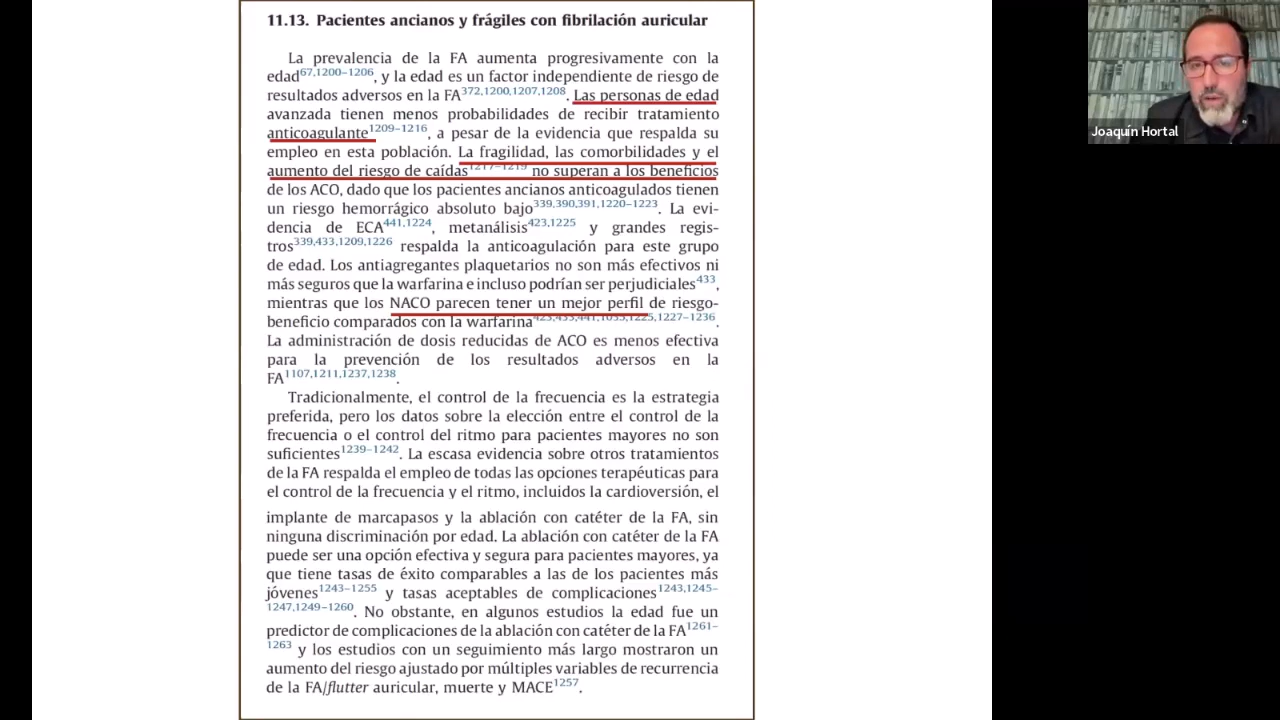 11.13. Pacientes ancianos y frágiles con fibrilación auricular
La prevalencia de la FA aumenta progresivamente con la
edad67,1200–1206, y la edad es un factor independiente de riesgo de
resultados adversos en la FA372,1200,1207,1208. Las personas de edad
avanzada tienen menos probabilidades de recibir tratamiento
anticoagulante1209–1216, a pesar de la evidencia que respalda su
empleo en esta población. La fragilidad, las comorbilidades y el
aumento del riesgo de caídas1217–1219 no superan a los beneficios
de los ACO, dado que los pacientes ancianos anticoagulados tienen
un riesgo hemorrágico absoluto bajo339,390,391,1220–1223. La evi-
dencia de ECA441,1224, metanálisis423,1225 y grandes regis-
tros339,433,1209,1226 respalda la anticoagulación para este grupo
de edad. Los antiagregantes plaquetarios no son más efectivos ni
más seguros que la warfarina e incluso podrían ser perjudiciales433,
mientras que los NACO parecen tener un mejor perfil de riesgo-
beneficio comparados con la warfarina423,433,441,1035,1225,1227–1236.
La administración de dosis reducidas de ACO es menos efectiva
para la prevención de los resultados adversos en la
FA1107,1211,1237,1238.
Tradicionalmente, el control de la frecuencia es la estrategia
preferida, pero los datos sobre la elección entre el control de la
frecuencia o el control del ritmo para pacientes mayores no son
suficientes1239–1242. La escasa evidencia sobre otros tratamientos
de la FA respalda el empleo de todas las opciones terapéuticas para
el control de la frecuencia y el ritmo, incluidos la cardioversión, el
implante de marcapasos y la ablación con catéter de la FA, sin
ninguna discriminación por edad. La ablación con catéter de la FA
puede ser una opción efectiva y segura para pacientes mayores, ya
que tiene tasas de éxito comparables a las de los pacientes más
jóvenes1243–1255 y tasas aceptables de complicaciones1243,1245–
1247,1249–1260. No obstante, en algunos estudios la edad fue un
predictor de complicaciones de la ablación con catéter de la FA1261–
1263 y los estudios con un seguimiento más largo mostraron un
aumento del riesgo ajustado por múltiples variables de recurrencia
de la FA/flutter auricular, muerte y MACE1257.
Joaquín Hortal